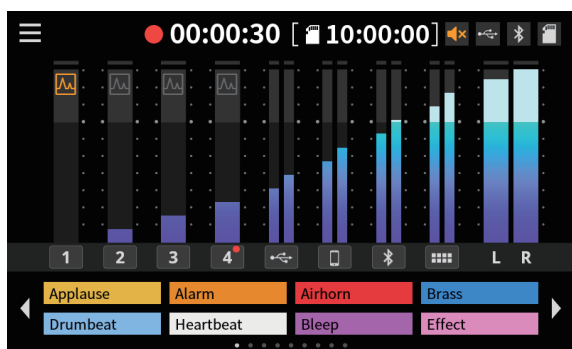 00:00:30 [ 10:00:00]
1 2 3 4 L R
Applause Alarm Airhorn Brass
Drumbeat Heartbeat Bleep Effect